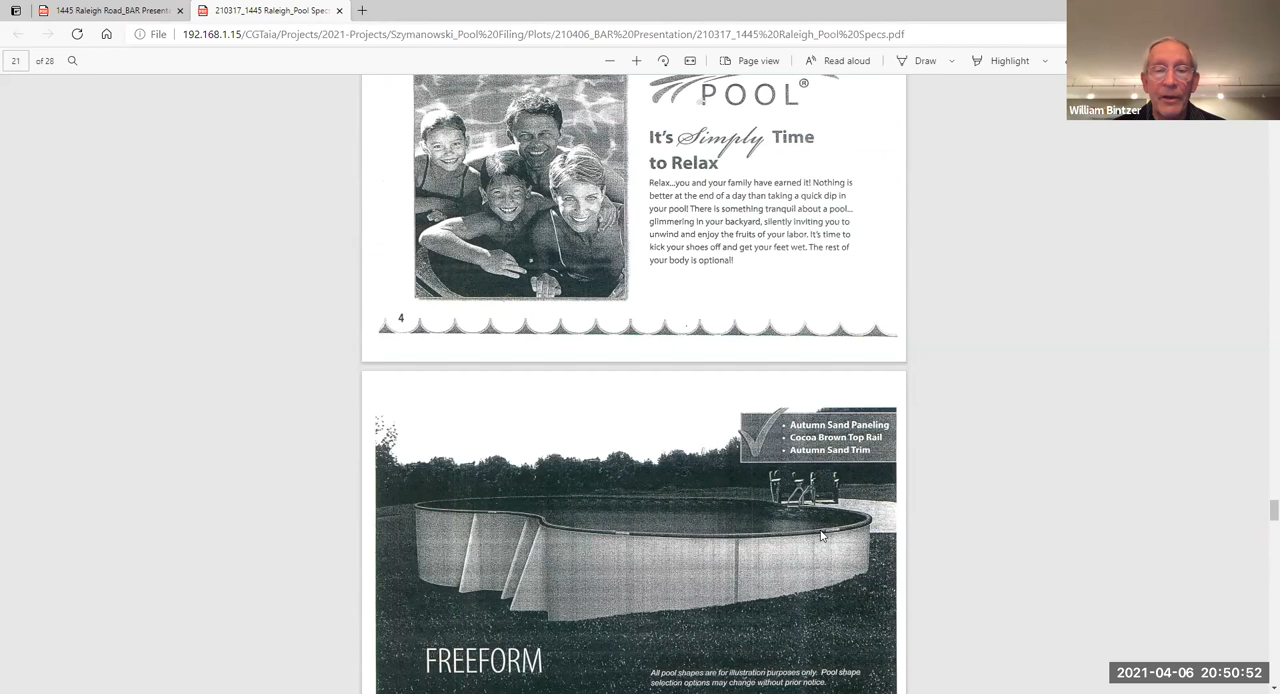 1445 Raleigh Road_BAR Presenta
210317_1445 Raleigh_Pool Spec
File
192.168.1.15/CGTaia/Projects/2021-Projects/Szymanowski_Pool%20Filing/Plots/210406_BAR%20Presentation/210317_1445%20Raleigh_Pool%20Specs.pdf
21 of 28
Page view
Read aloud
Draw
Highlight
William Bintzer
POOL®
It's Simply Time
to Relax
Relax...you and your family have earned it! Nothing is
better at the end of a day than taking a quick dip in
your pool! There is something tranquil about a pool...
glimmering in your backyard, silently inviting you to
unwind and enjoy the fruits of your labor. It's time to
kick your shoes off and get your feet wet. The rest of
your body is optional!
4
• Autumn Sand Paneling
• Cocoa Brown Top Rail
• Autumn Sand Trim
FREEFORM
All pool shapes are for illustration purposes only. Pool shape
selection options may change without prior notice.
2021-04-06 20:50:52